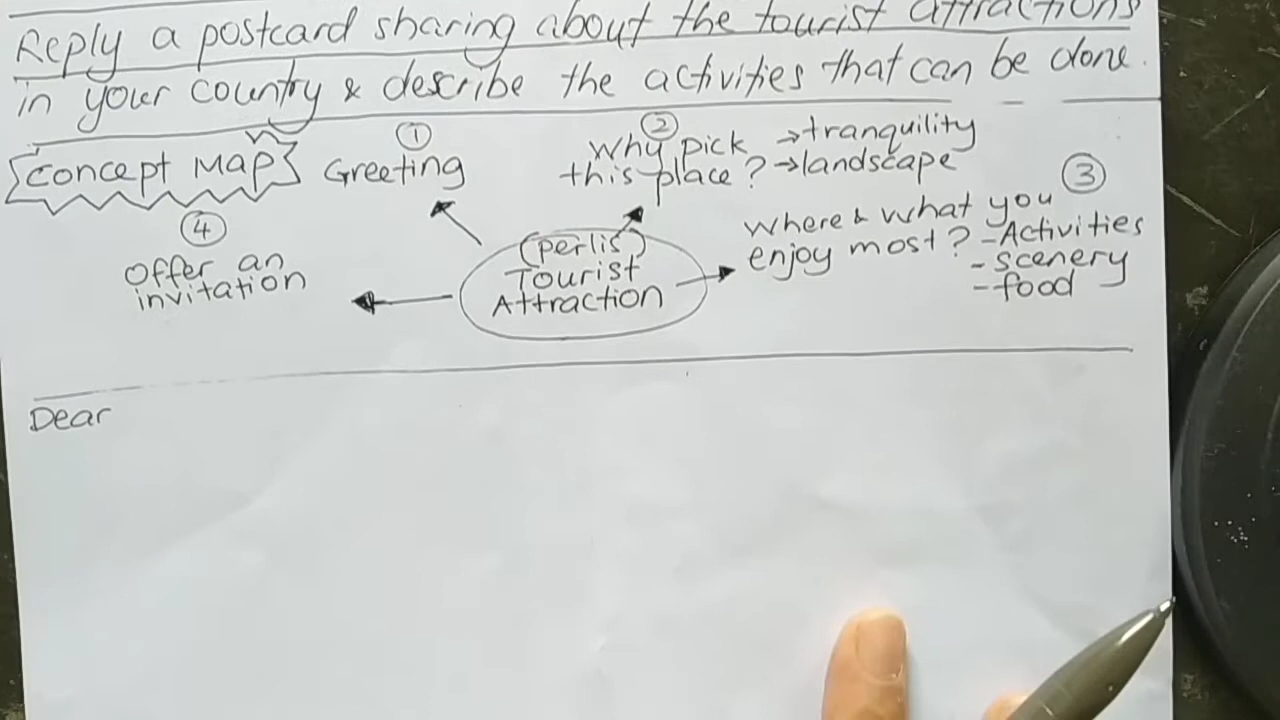 Reply a postcard sharing about the tourist attractions
in your country & describe the activities that can be done.
Concept Map
①
Greeting
②
Why pick
this place?
→tranquility
→landscape
③
Where & what you
enjoy most?
-Activities
-scenery
-food
④
Offer an
invitation
(Perlis)
Tourist
Attraction
Dear